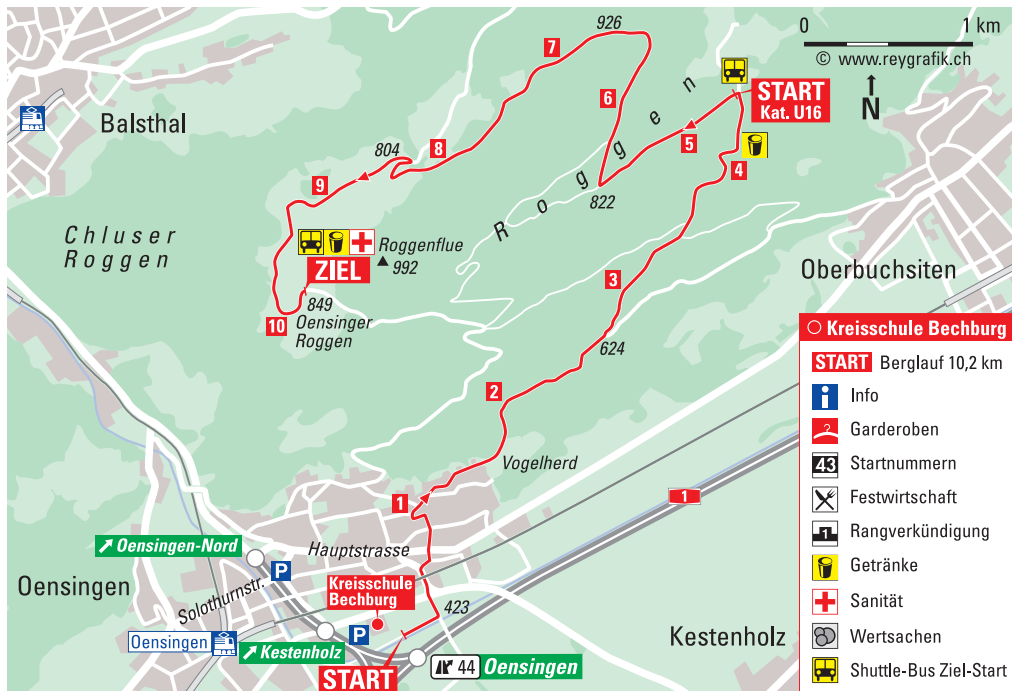 926
0
1 km
© www.reygrafik.ch
N
7
START
Kat. U16
6
5
4
Balsthal
804
8
9
822
Roggen
Chluser
Roggen
Roggenflue
992
ZIEL
849
Oensinger
Roggen
10
3
Oberbuchsiten
624
2
Vogelherd
1
1
Hauptstrasse
Oensingen-Nord
P
Oensingen
Solothurnstr.
Kreisschule
Bechburg
423
P
Oensingen
Kestenholz
Kestenholz
START
44
Oensingen
Kreisschule Bechburg
START Berglauf 10,2 km
i Info
Garderoben
43 Startnummern
Festwirtschaft
1 Rangverkündigung
Getränke
Sanität
Wertsachen
Shuttle-Bus Ziel-Start